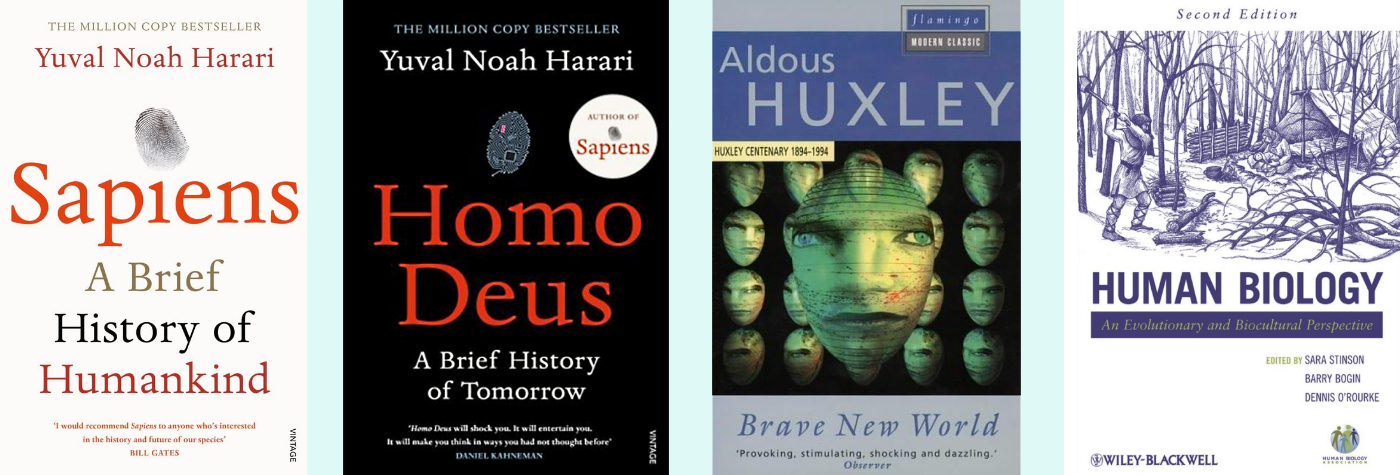 THE MILLION COPY BESTSELLER
Yuval Noah Harari
Sapiens
A Brief
History of
Humankind
'I would recommend Sapiens to anyone who's interested
in the history and future of our species'
BILL GATES
VINTAGE
THE MILLION COPY BESTSELLER
Yuval Noah Harari
AUTHOR OF
Sapiens
Homo
Deus
A Brief History
of Tomorrow
'Homo Deus will shock you. It will entertain you.
It will make you think in ways you had not thought before'
DANIEL KAHNEMAN
VINTAGE
flamingo
MODERN CLASSIC
Aldous
HUXLEY
HUXLEY CENTENARY 1894–1994
Brave New World
'Provoking, stimulating, shocking and dazzling.'
Observer
Second Edition
HUMAN BIOLOGY
An Evolutionary and Biocultural Perspective
EDITED BY SARA STINSON
BARRY BOGIN
DENNIS O'ROURKE
WILEY-BLACKWELL
HUMAN BIOLOGY
ASSOCIATION